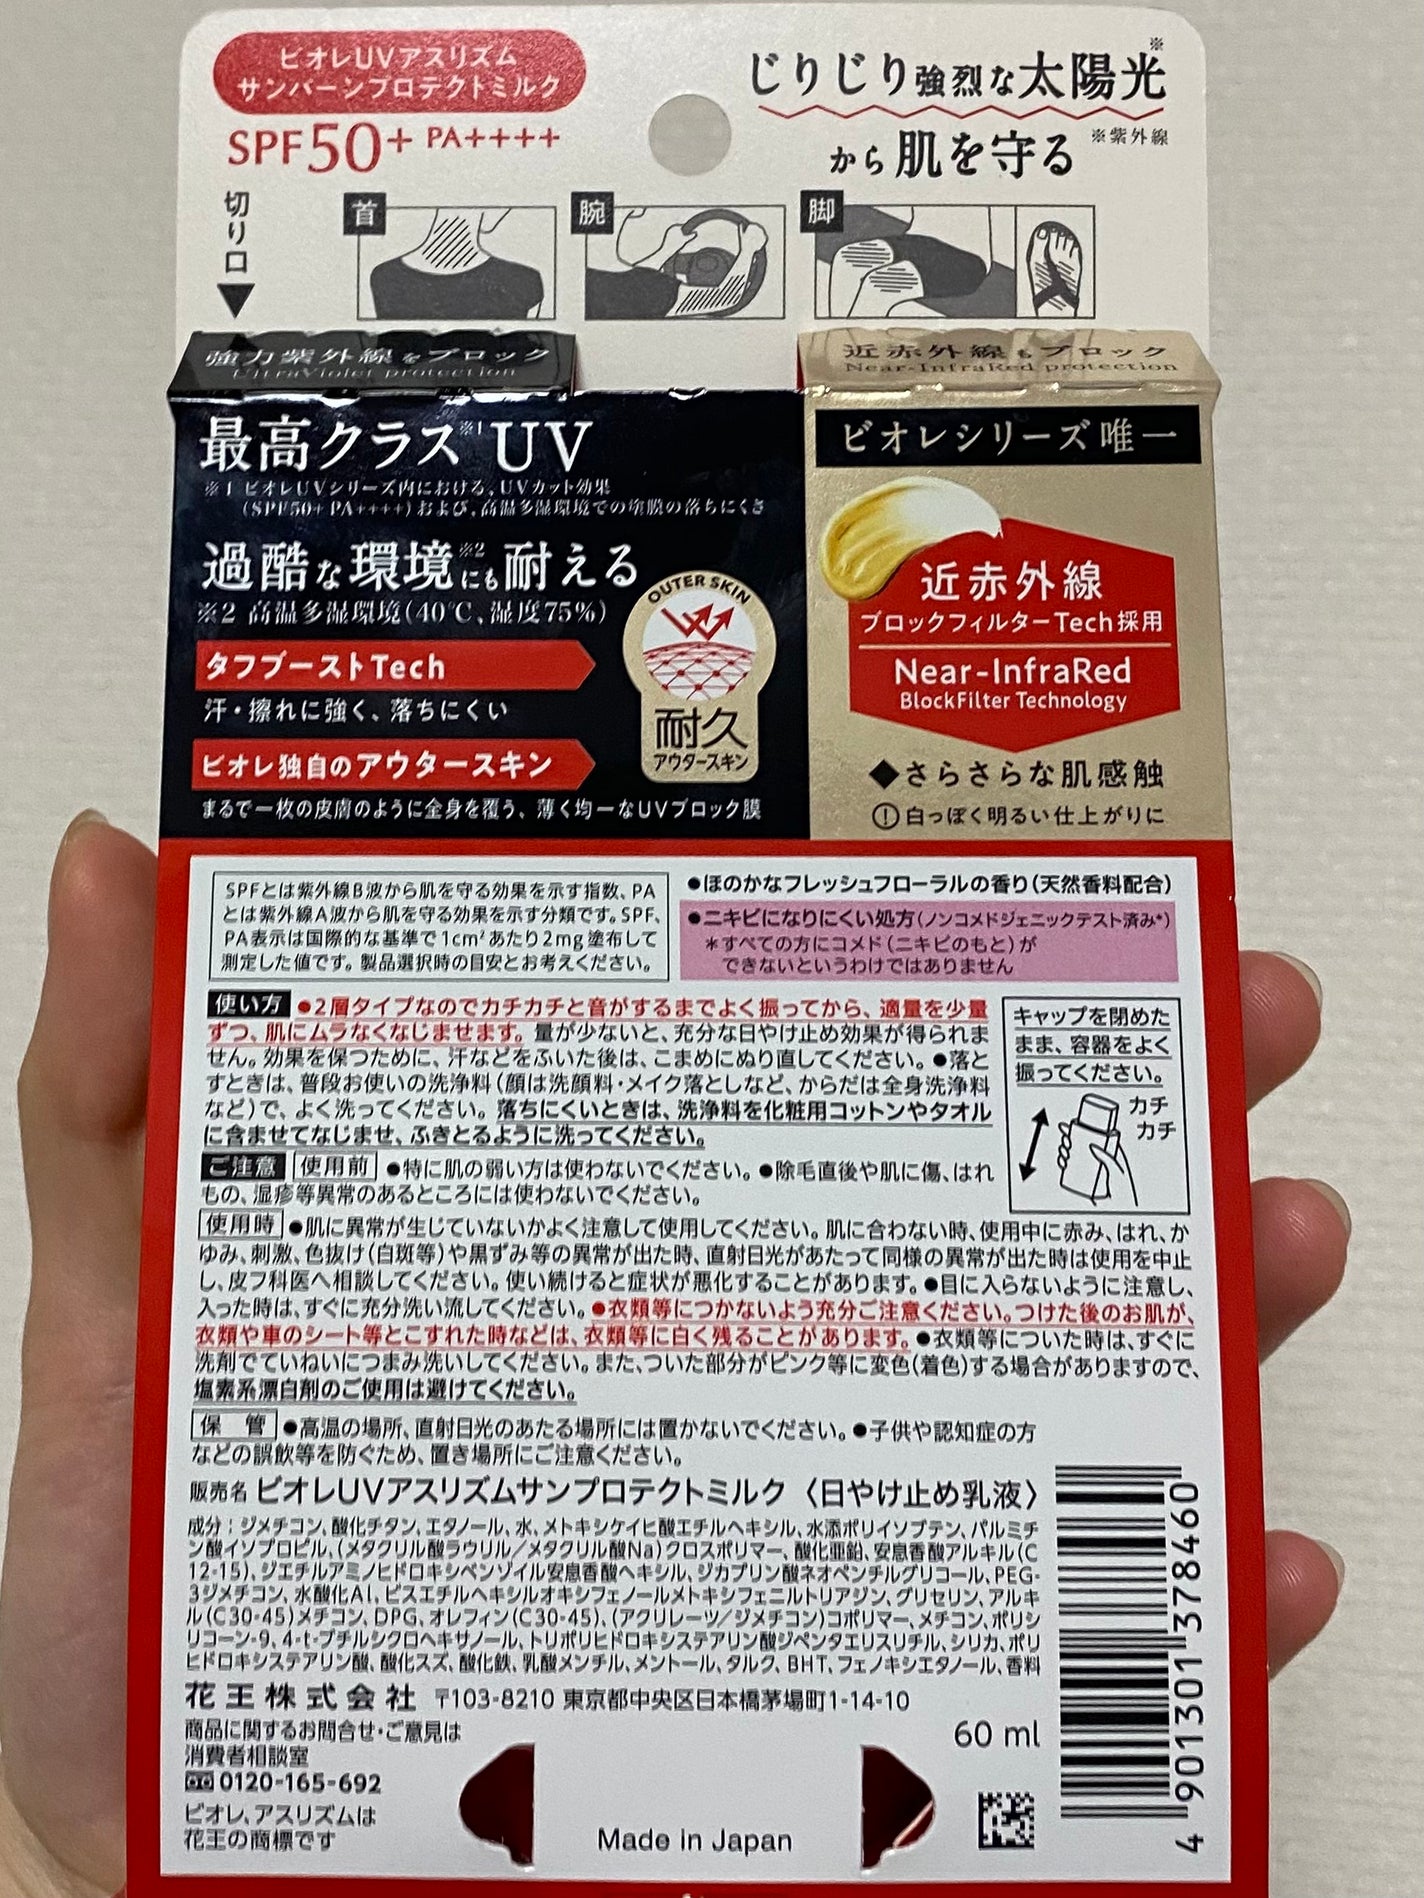 ビオレUVアスリズム
サンバーンプロテクトミルク
SPF50+ PA++++
じりじり強烈な太陽光※
から肌を守る ※紫外線
切り口
首
腕
脚
強力紫外線をブロック
UltraViolet protection
近赤外線もブロック
Near-InfraRed protection
最高クラス※1 UV
※1 ビオレUVシリーズ内における、UVカット効果
(SPF50+ PA++++)および、高温多湿環境での塗膜の落ちにくさ
過酷な環境※2にも耐える
※2 高温多湿環境(40℃、湿度75%)
タフブーストTech
汗・擦れに強く、落ちにくい
ビオレ独自のアウタースキン
まるで一枚の皮膚のように全身を覆う、薄く均一なUVブロック膜
OUTER SKIN
耐久
アウタースキン
ビオレシリーズ唯一
近赤外線
ブロックフィルターTech採用
Near-InfraRed
BlockFilter Technology
◆さらさらな肌感触
!白っぽく明るい仕上がりに
SPFとは紫外線B波から肌を守る効果を示す指数、PA
とは紫外線A波から肌を守る効果を示す分類です。SPF、
PA表示は国際的な基準で1cm²あたり2mg塗布して
測定した値です。製品選択時の目安とお考えください。
●ほのかなフレッシュフローラルの香り(天然香料配合)
●ニキビになりにくい処方(ノンコメドジェニックテスト済み*)
*すべての方にコメド(ニキビのもと)が
できないというわけではありません
使い方 ●2層タイプなのでカチカチと音がするまでよく振ってから、適量を少量
ずつ、肌にムラなくなじませます。量が少ないと、充分な日やけ止め効果が得られま
せん。効果を保つために、汗などをふいた後は、こまめにぬり直してください。●落と
すときは、普段お使いの洗浄料(顔は洗顔料・メイク落としなど、からだは全身洗浄料
など)で、よく洗ってください。落ちにくいときは、洗浄料を化粧用コットンやタオル
に含ませてなじませ、ふきとるように洗ってください。
キャップを閉めた
まま、容器をよく
振ってください。
カチ
カチ
ご注意 使用前 ●特に肌の弱い方は使わないでください。●除毛直後や肌に傷、はれ
もの、湿疹等異常のあるところには使わないでください。
使用時 ●肌に異常が生じていないかよく注意して使用してください。肌に合わない時、使用中に赤み、はれ、か
ゆみ、刺激、色抜け(白斑等)や黒ずみ等の異常が出た時、直射日光があたって同様の異常が出た時は使用を中止
し、皮フ科医へ相談してください。使い続けると症状が悪化することがあります。●目に入らないように注意し、
入った時は、すぐに充分洗い流してください。●衣類等につかないよう充分ご注意ください。つけた後のお肌が、
衣類や車のシート等とこすれた時などは、衣類等に白く残ることがあります。●衣類等についた時は、すぐに
洗剤でていねいにつまみ洗いしてください。また、ついた部分がピンク等に変色(着色)する場合がありますので、
塩素系漂白剤のご使用は避けてください。
保 管 ●高温の場所、直射日光のあたる場所には置かないでください。●子供や認知症の方
などの誤飲等を防ぐため、置き場所にご注意ください。
販売名 ビオレUVアスリズムサンプロテクトミルク〈日やけ止め乳液〉
成分:ジメチコン、酸化チタン、エタノール、水、メトキシケイヒ酸エチルヘキシル、水添ポリイソブテン、パルミチ
ン酸イソプロピル、(メタクリル酸ラウリル/メタクリル酸Na)クロスポリマー、酸化亜鉛、安息香酸アルキル(C
12-15)、ジエチルアミノヒドロキシベンゾイル安息香酸ヘキシル、ジカプリン酸ネオペンチルグリコール、PEG-
3ジメチコン、水酸化Al、ビスエチルヘキシルオキシフェノールメトキシフェニルトリアジン、グリセリン、アルキ
ル(C30-45)メチコン、DPG、オレフィン(C30-45)、(アクリレーツ/ジメチコン)コポリマー、メチコン、ポリシ
リコーン-9、4-t-ブチルシクロヘキサノール、トリポリヒドロキシステアリン酸ジペンタエリスリチル、シリカ、ポリ
ヒドロキシステアリン酸、酸化スズ、酸化鉄、乳酸メンチル、メントール、タルク、BHT、フェノキシエタノール、香料
花王株式会社 〒103-8210 東京都中央区日本橋茅場町1-14-10
商品に関するお問合せ・ご意見は
消費者相談室
0120-165-692
ビオレ、アスリズムは
花王の商標です
60 ml
Made in Japan
4 901301 378460